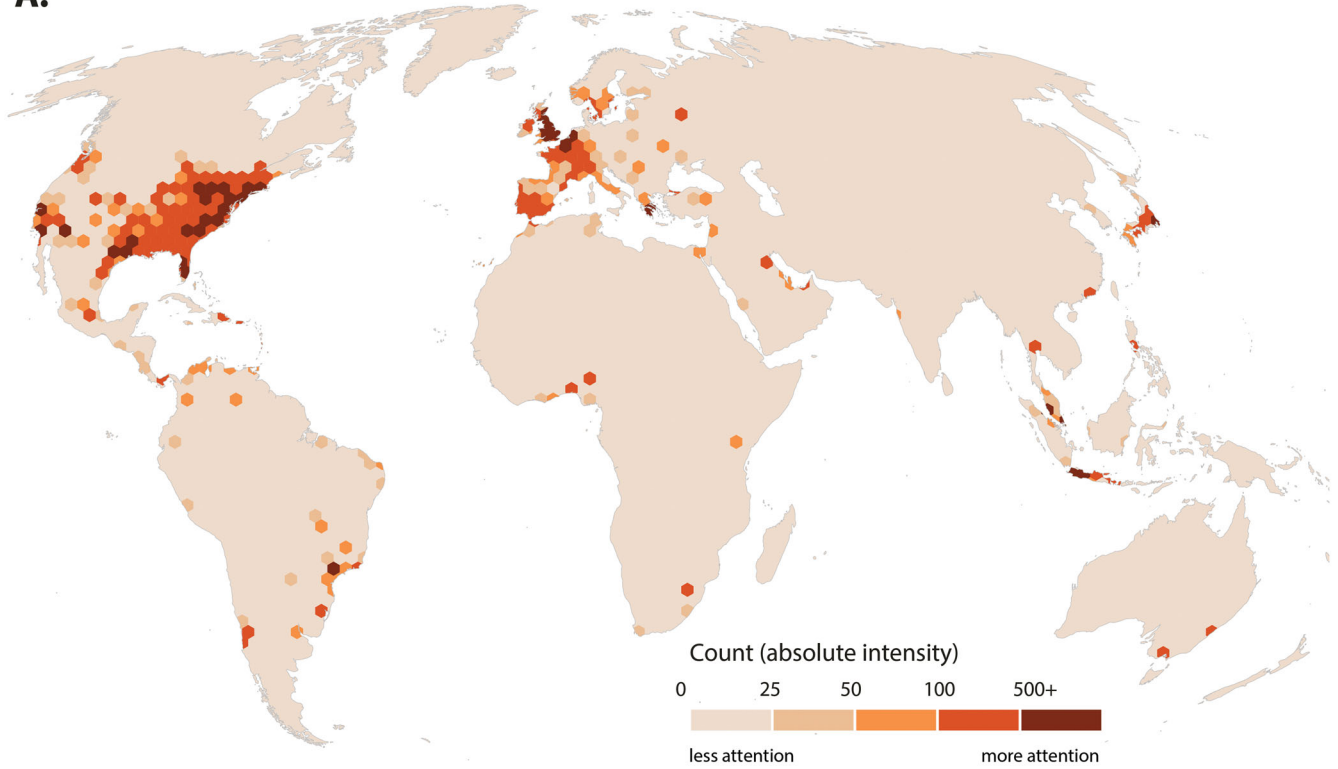 A.
Count (absolute intensity)
0 25 50 100 500+
less attention more attention